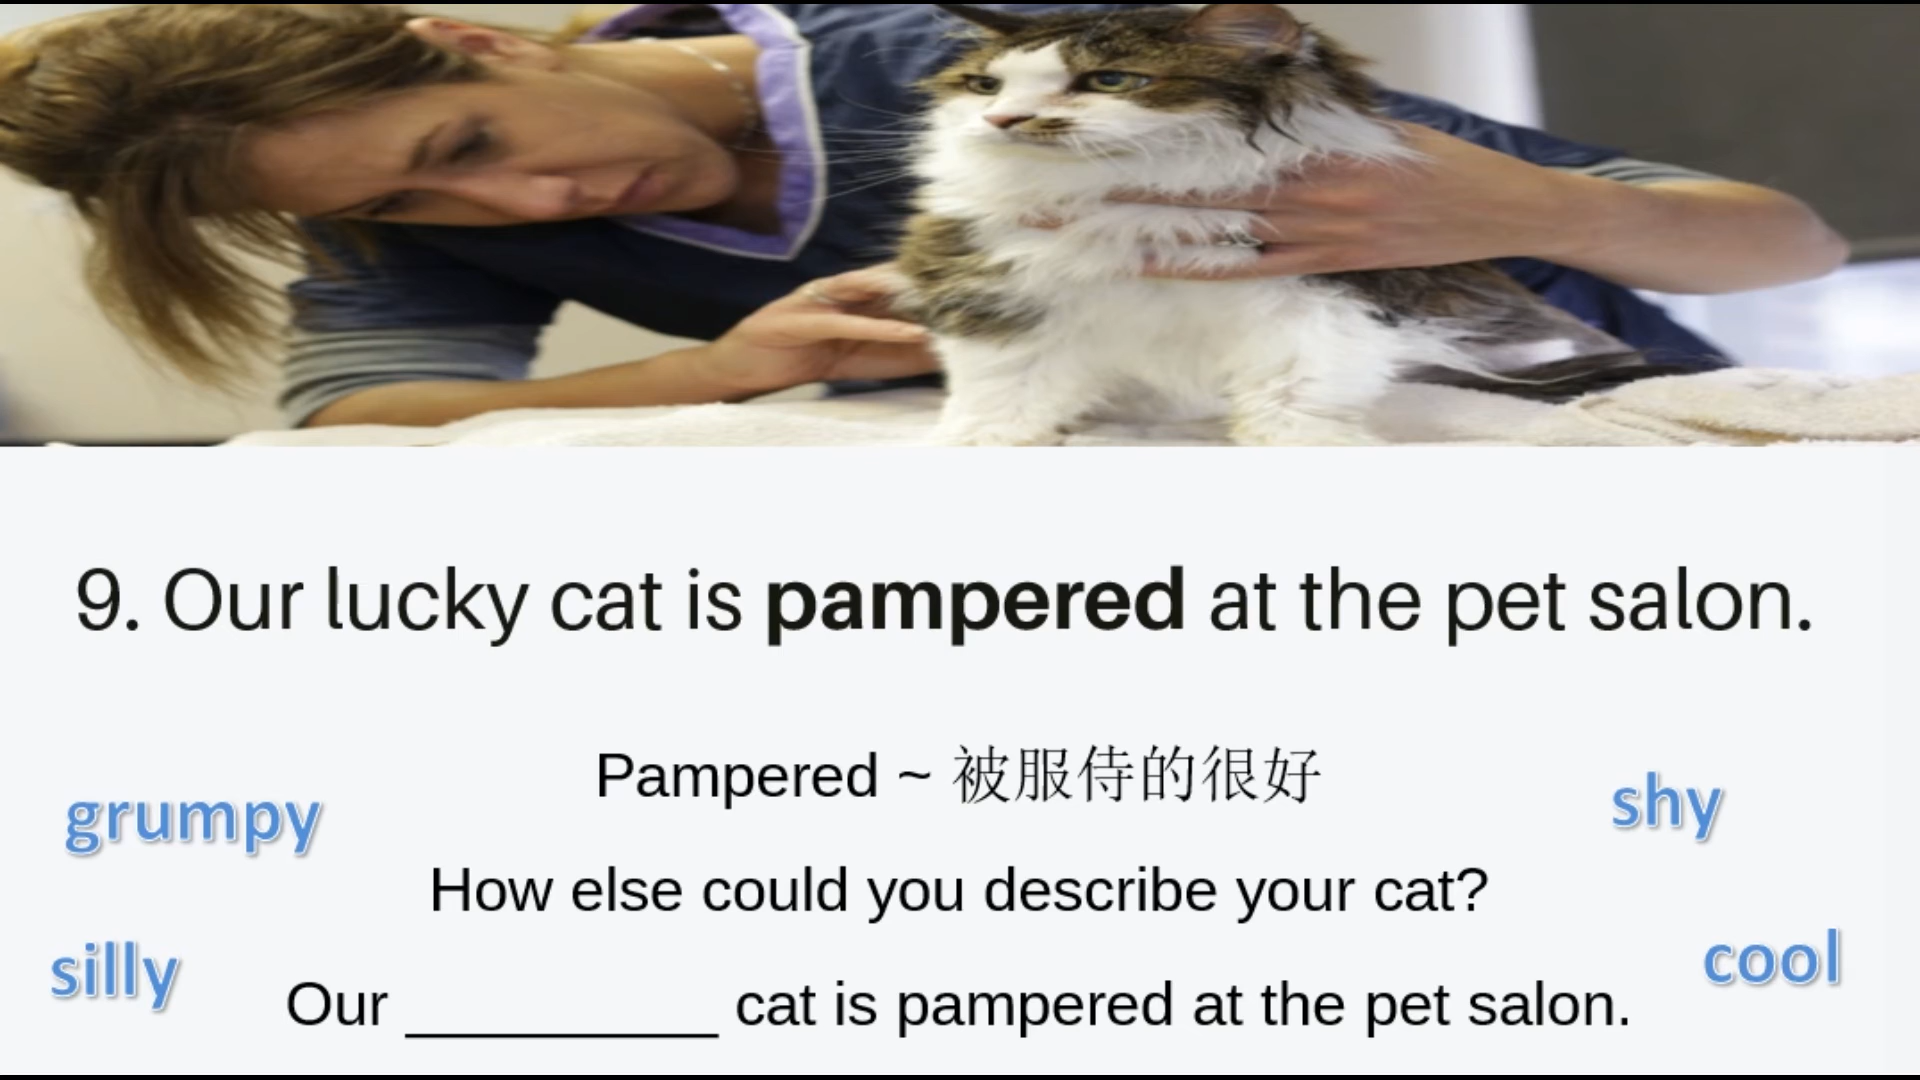 9. Our lucky cat is pampered at the pet salon.
Pampered ~ 被服侍的很好
grumpy
shy
How else could you describe your cat?
silly
cool
Our _________ cat is pampered at the pet salon.